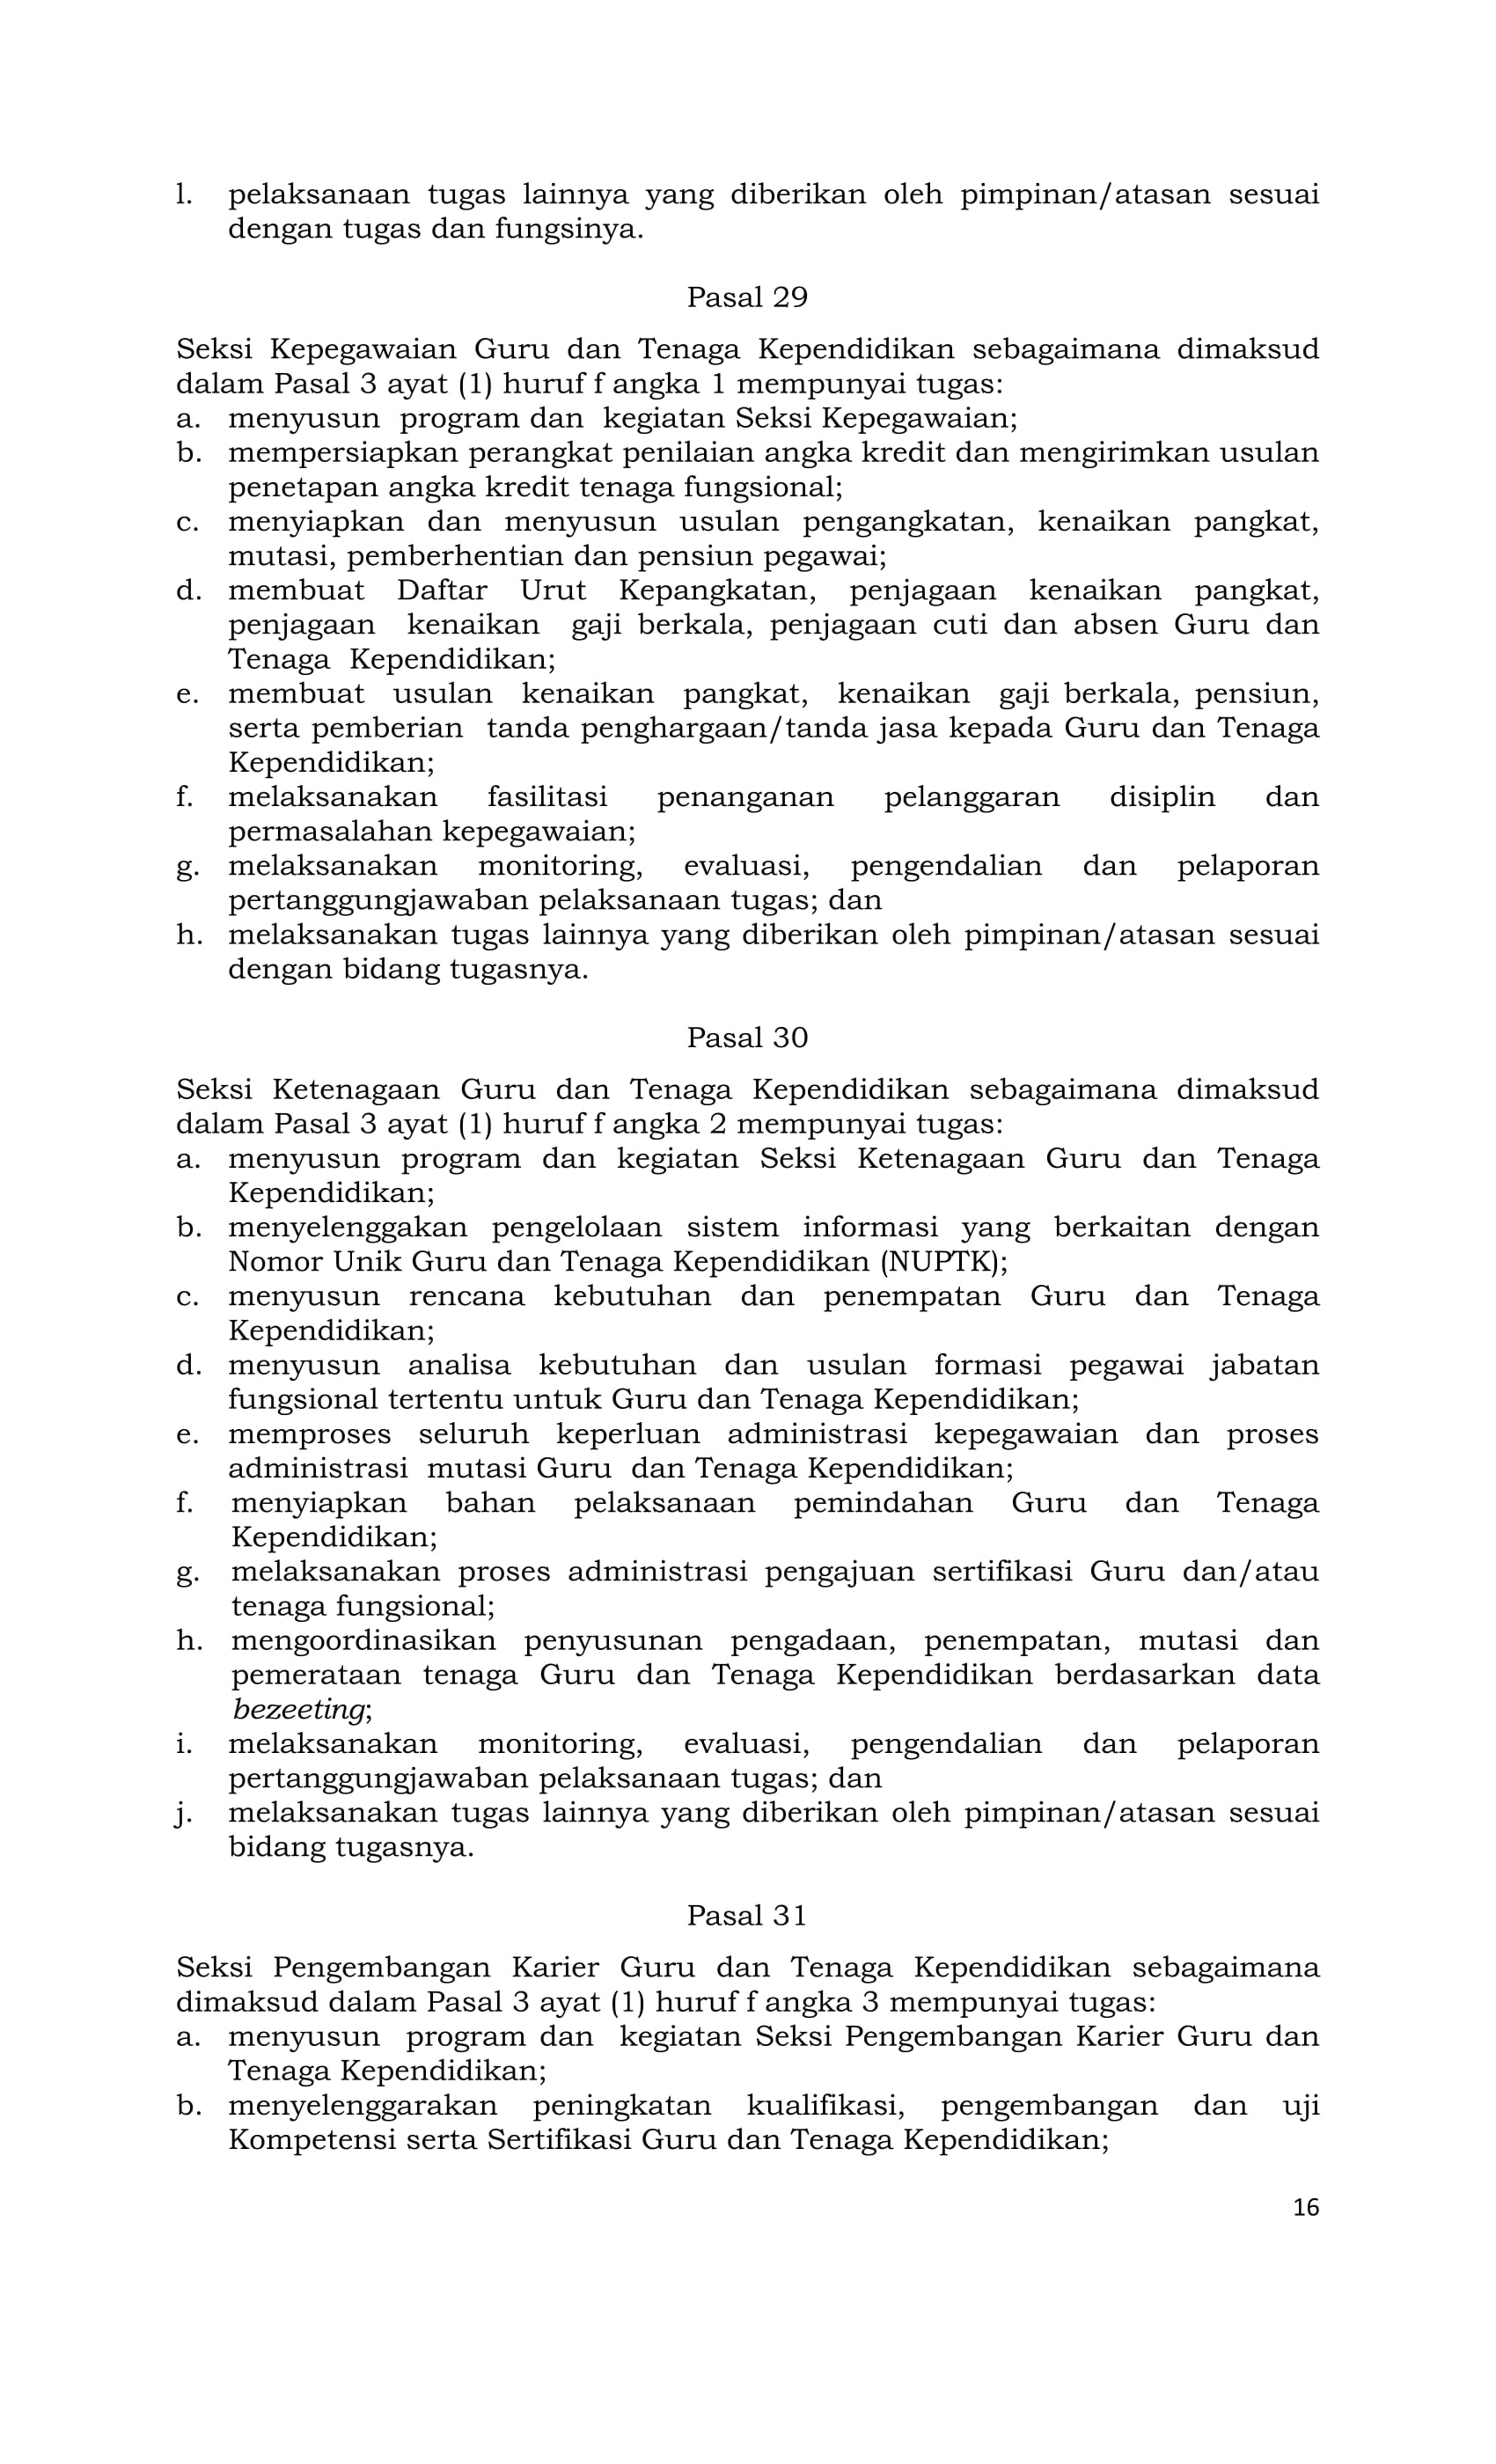 l. pelaksanaan tugas lainnya yang diberikan oleh pimpinan/atasan sesuai
dengan tugas dan fungsinya.
Pasal 29
Seksi Kepegawaian Guru dan Tenaga Kependidikan sebagaimana dimaksud
dalam Pasal 3 ayat (1) huruf f angka 1 mempunyai tugas:
a. menyusun program dan kegiatan Seksi Kepegawaian;
b. mempersiapkan perangkat penilaian angka kredit dan mengirimkan usulan
penetapan angka kredit tenaga fungsional;
c. menyiapkan dan menyusun usulan pengangkatan, kenaikan pangkat,
mutasi, pemberhentian dan pensiun pegawai;
d. membuat Daftar Urut Kepangkatan, penjagaan kenaikan pangkat,
penjagaan kenaikan gaji berkala, penjagaan cuti dan absen Guru dan
Tenaga Kependidikan;
e. membuat usulan kenaikan pangkat, kenaikan gaji berkala, pensiun,
serta pemberian tanda penghargaan/tanda jasa kepada Guru dan Tenaga
Kependidikan;
f. melaksanakan fasilitasi penanganan pelanggaran disiplin dan
permasalahan kepegawaian;
g. melaksanakan monitoring, evaluasi, pengendalian dan pelaporan
pertanggungjawaban pelaksanaan tugas; dan
h. melaksanakan tugas lainnya yang diberikan oleh pimpinan/atasan sesuai
dengan bidang tugasnya.
Pasal 30
Seksi Ketenagaan Guru dan Tenaga Kependidikan sebagaimana dimaksud
dalam Pasal 3 ayat (1) huruf f angka 2 mempunyai tugas:
a. menyusun program dan kegiatan Seksi Ketenagaan Guru dan Tenaga
Kependidikan;
b. menyelenggakan pengelolaan sistem informasi yang berkaitan dengan
Nomor Unik Guru dan Tenaga Kependidikan (NUPTK);
c. menyusun rencana kebutuhan dan penempatan Guru dan Tenaga
Kependidikan;
d. menyusun analisa kebutuhan dan usulan formasi pegawai jabatan
fungsional tertentu untuk Guru dan Tenaga Kependidikan;
e. memproses seluruh keperluan administrasi kepegawaian dan proses
administrasi mutasi Guru dan Tenaga Kependidikan;
f. menyiapkan bahan pelaksanaan pemindahan Guru dan Tenaga
Kependidikan;
g. melaksanakan proses administrasi pengajuan sertifikasi Guru dan/atau
tenaga fungsional;
h. mengoordinasikan penyusunan pengadaan, penempatan, mutasi dan
pemerataan tenaga Guru dan Tenaga Kependidikan berdasarkan data
bezeeting;
i. melaksanakan monitoring, evaluasi, pengendalian dan pelaporan
pertanggungjawaban pelaksanaan tugas; dan
j. melaksanakan tugas lainnya yang diberikan oleh pimpinan/atasan sesuai
bidang tugasnya.
Pasal 31
Seksi Pengembangan Karier Guru dan Tenaga Kependidikan sebagaimana
dimaksud dalam Pasal 3 ayat (1) huruf f angka 3 mempunyai tugas:
a. menyusun program dan kegiatan Seksi Pengembangan Karier Guru dan
Tenaga Kependidikan;
b. menyelenggarakan peningkatan kualifikasi, pengembangan dan uji
Kompetensi serta Sertifikasi Guru dan Tenaga Kependidikan;
16